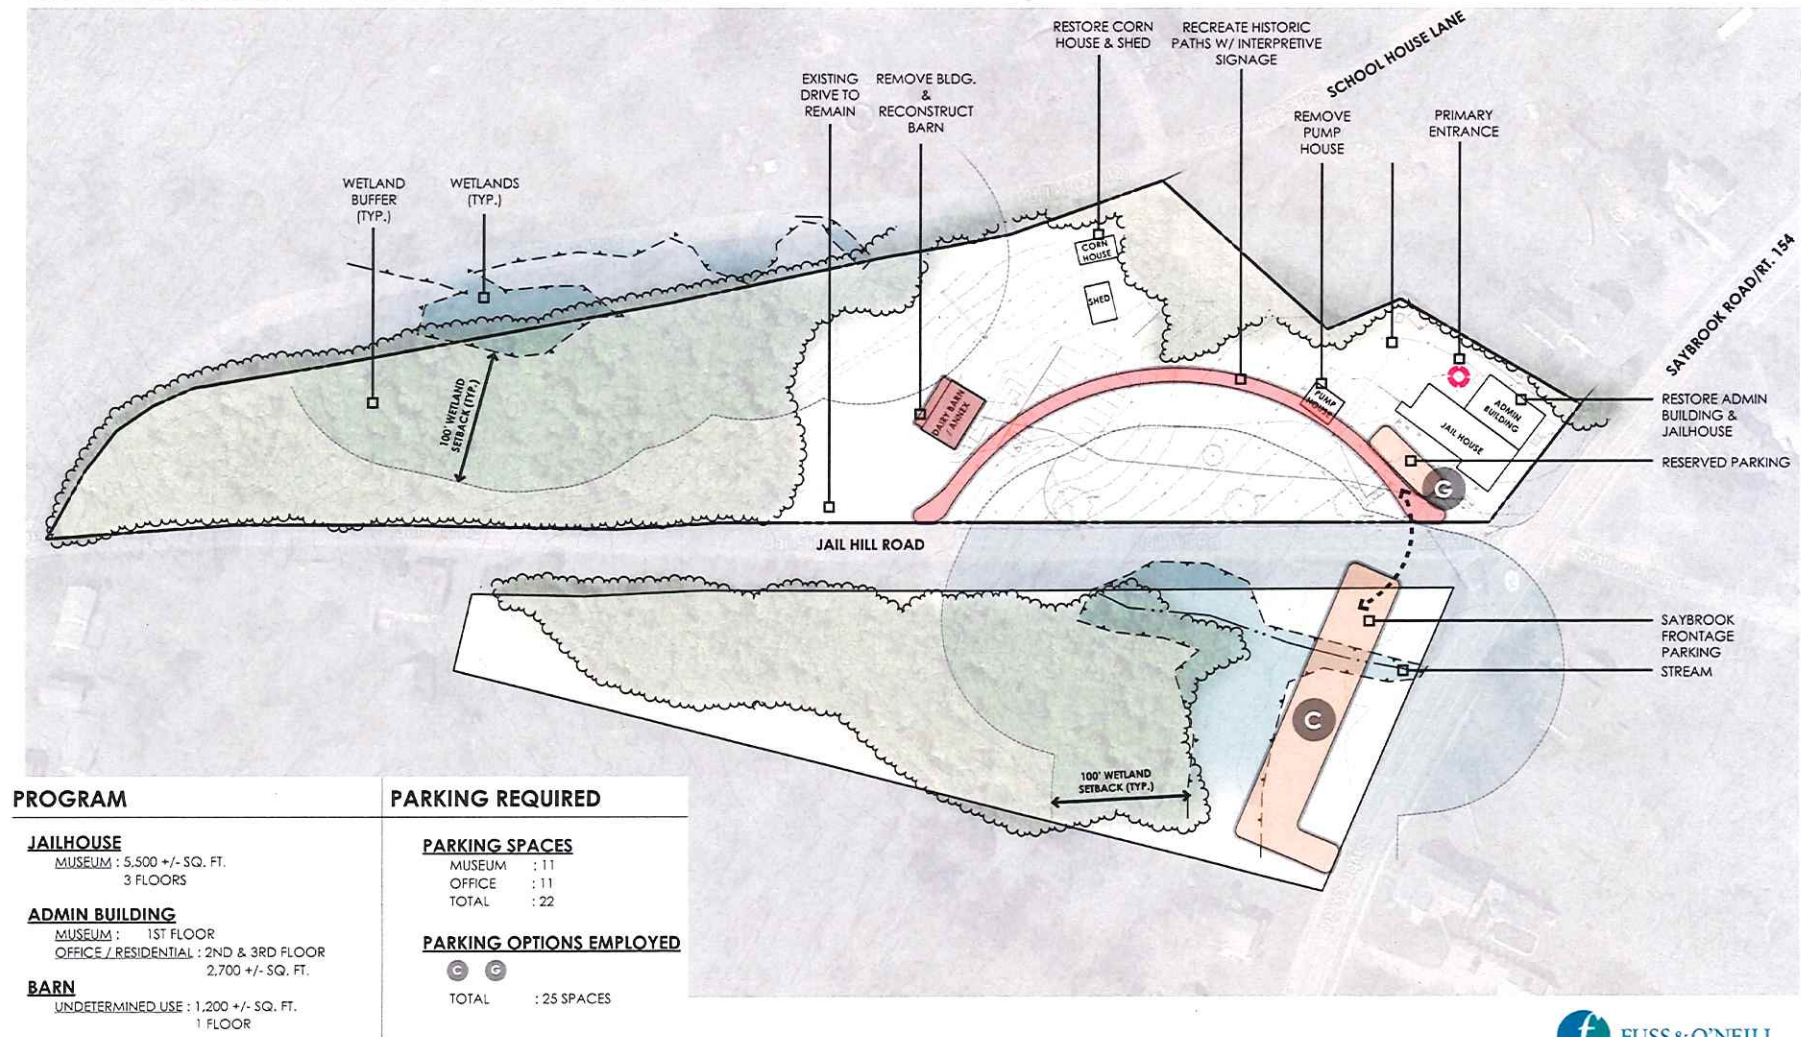 RESTORE CORN
HOUSE & SHED
RECREATE HISTORIC
PATHS W/ INTERPRETIVE
SIGNAGE
SCHOOL HOUSE LANE
EXISTING
DRIVE TO
REMAIN
REMOVE BLDG.
&
RECONSTRUCT
BARN
REMOVE
PUMP
HOUSE
PRIMARY
ENTRANCE
WETLAND
BUFFER
(TYP.)
WETLANDS
(TYP.)
CORN
HOUSE
SHED
SAYBROOK ROAD/RT. 154
100' WETLAND
SETBACK (TYP.)
DAIRY BARN
/ ANNEX
PUMP
HOUSE
ADMIN
BUILDING
JAIL HOUSE
RESTORE ADMIN
BUILDING &
JAILHOUSE
RESERVED PARKING
G
JAIL HILL ROAD
SAYBROOK
FRONTAGE
PARKING
STREAM
C
100' WETLAND
SETBACK (TYP.)
PROGRAM
JAILHOUSE
MUSEUM : 5,500 +/- SQ. FT.
3 FLOORS
ADMIN BUILDING
MUSEUM : 1ST FLOOR
OFFICE / RESIDENTIAL : 2ND & 3RD FLOOR
2,700 +/- SQ. FT.
BARN
UNDETERMINED USE : 1,200 +/- SQ. FT.
1 FLOOR
PARKING REQUIRED
PARKING SPACES
MUSEUM : 11
OFFICE : 11
TOTAL : 22
PARKING OPTIONS EMPLOYED
C G
TOTAL : 25 SPACES
FUSS & O'NEILL